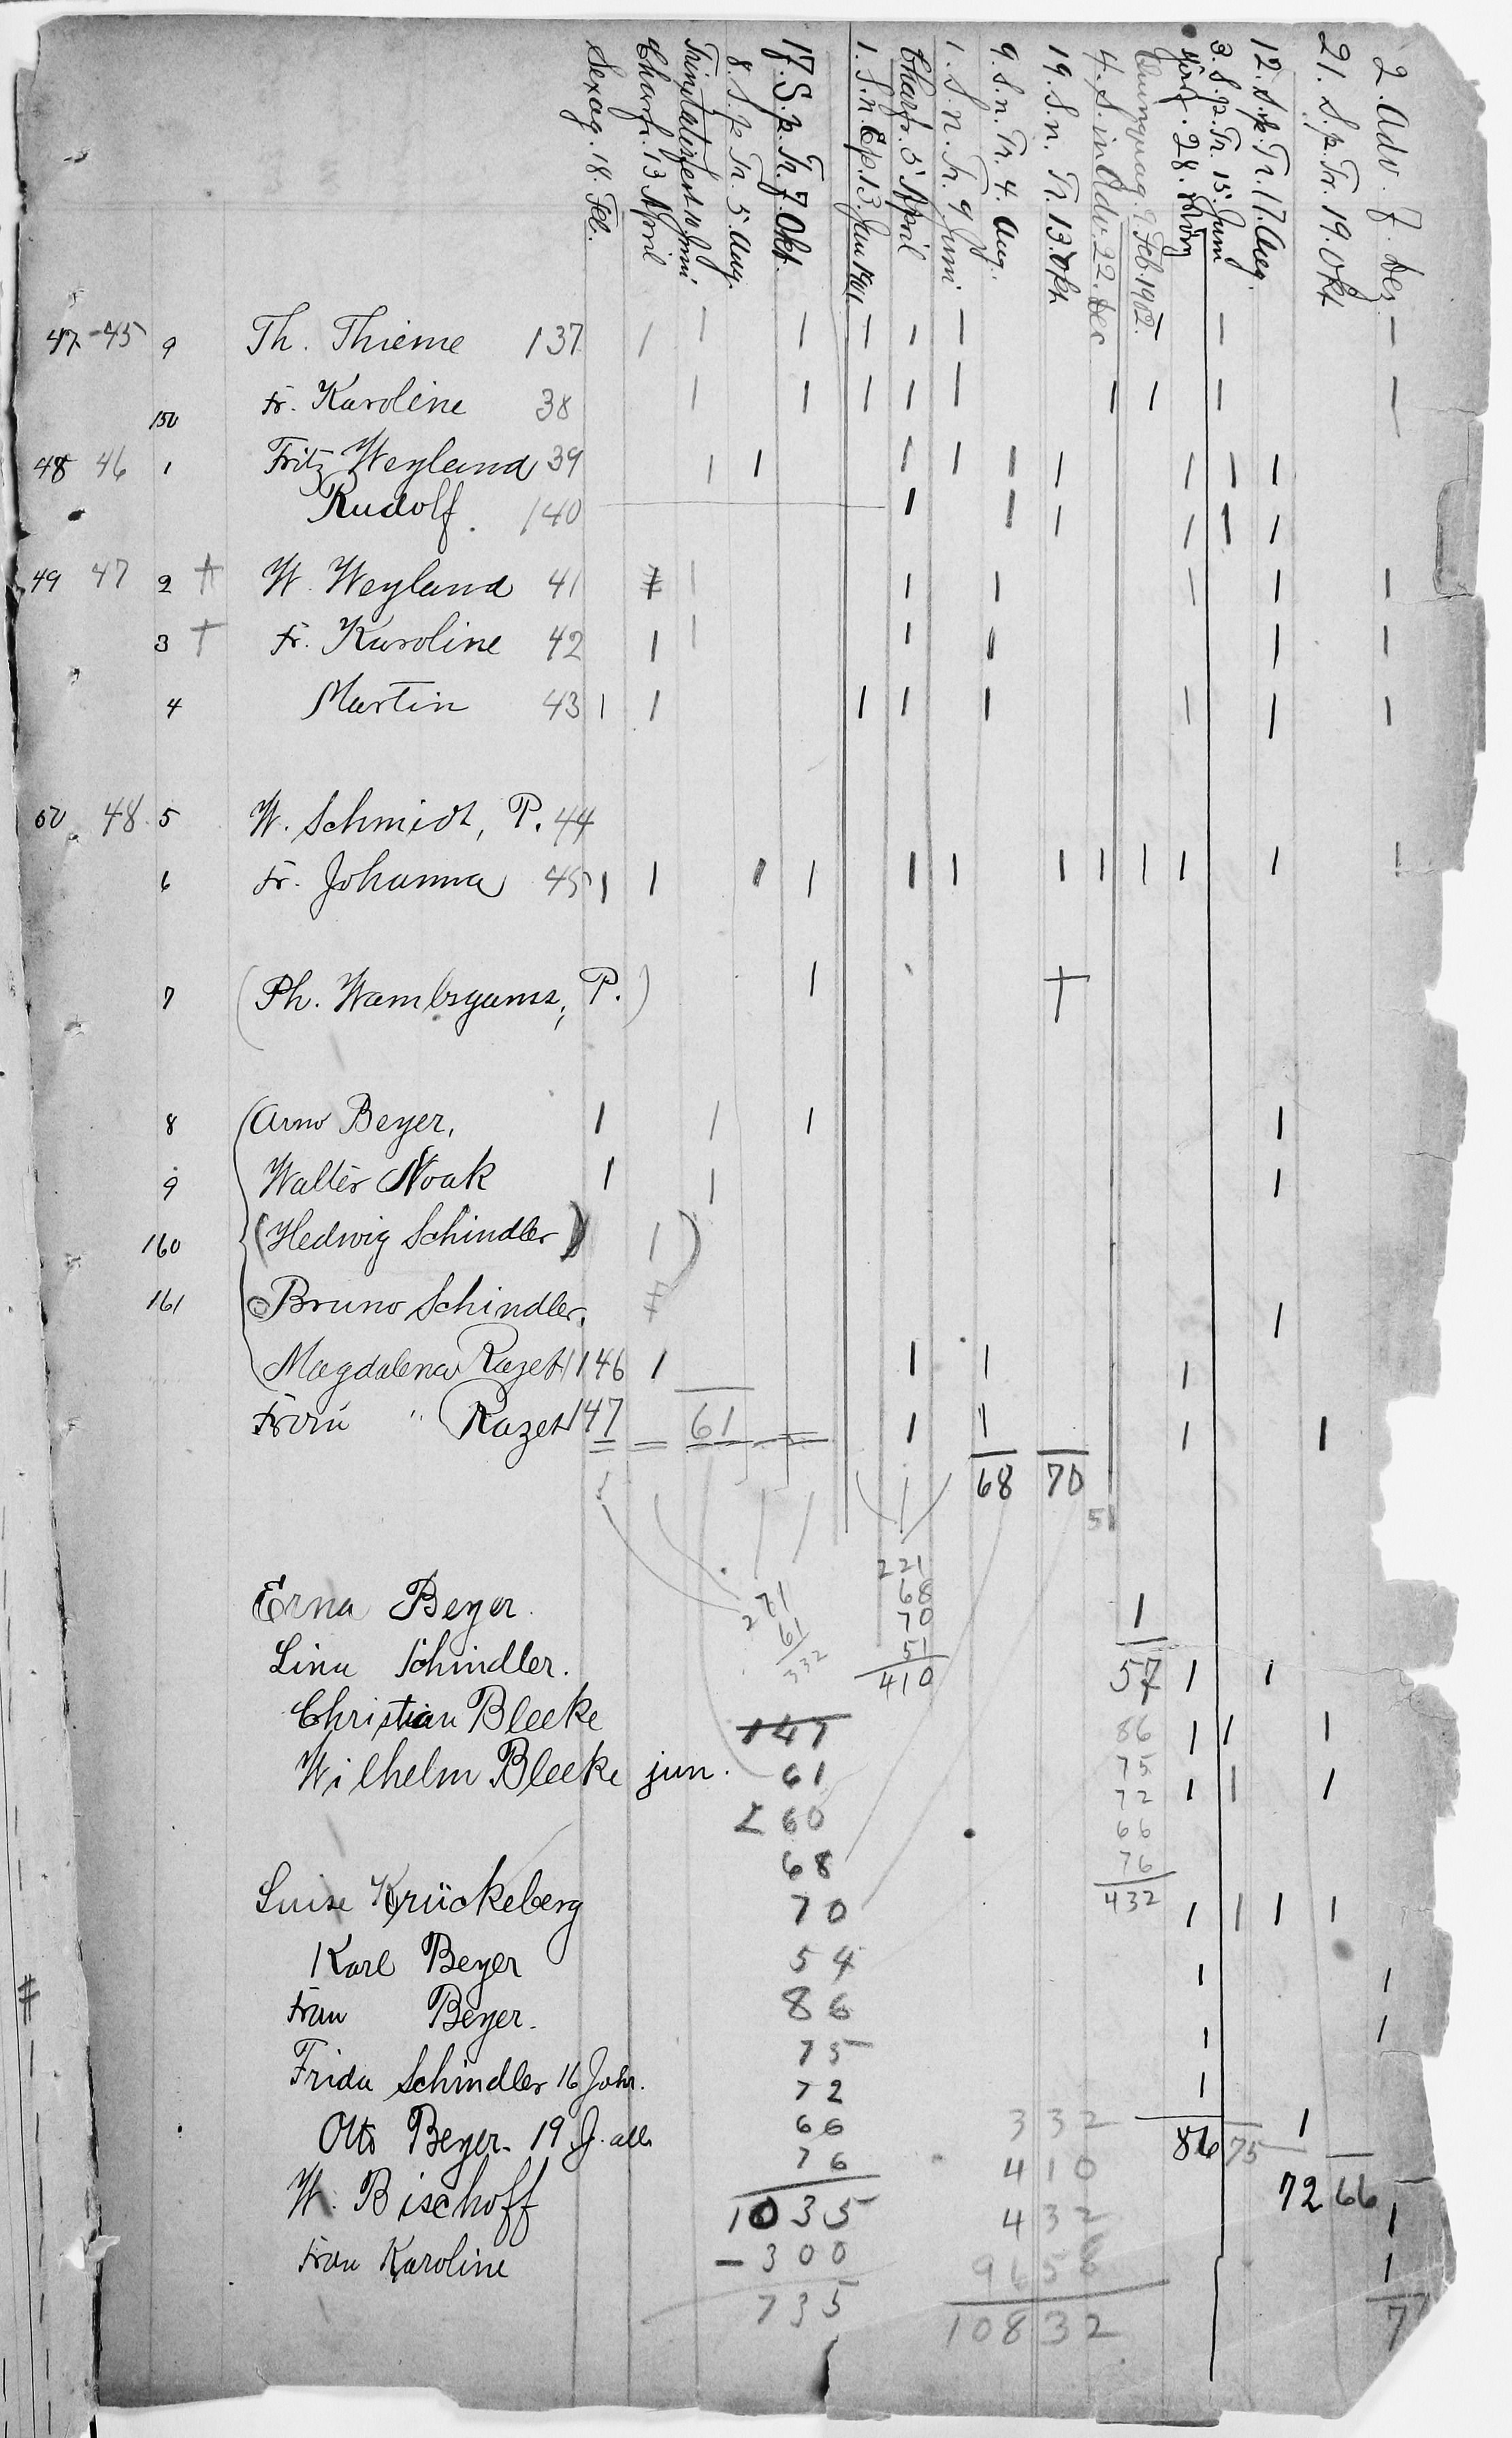 Sexag. 18. Feb.
Charf. 13 April
Trinitatisfest 10 Juni
8. S. p. Tr. 5. Aug.
17. S. p. Tr. 7. Okt.
1. S. n. Ep. 13. Jan 1901
Charfr. 5 April
1. S. n. Tr. 9 Juni
9. S. n. Tr. 4. Aug.
19. S. n. Tr. 13. Okt.
4. S. in Adv. 22. Dec
Quinquag. 9. Feb. 1902.
28. März
3. S. p. Tr. 15. Juni
12. S. p. Tr. 17. Aug.
21. S. p. Tr. 19. Okt
2. Adv. 7. Dez.
47 - 45 9 Th. Thieme 137
150 Fr. Karoline 38
48 46 1 Fritz Weyland 39
Rudolf. 140
49 47 2 † W. Weyland 41
3 † Fr. Karoline 42
4 Martin 43
50 48. 5 W. Schmidt, P. 44
6 Fr. Johanna 45
7 (Ph. Wambsganss, P.)
8 (Arno Beyer,
9 Walter Noak
160 (Hedwig Schindler)
161 Bruno Schindler,
Magdalena Razet 146
Frau " Razet 147 61
68 70
51
221
68
70
51
410
271
61
332
Erna Beyer.
Lina Schindler. 57
Christian Bleeke 147 86
Wilhelm Bleeke jun. 61 75
260 72
68 66
76
Luise Krückeberg 70 432
Karl Beyer 54
Frau Beyer. 86
75
Frida Schindler 16 Jahr. 72
Otto Beyer. 19 J. alt. 66 332 86 75
76 410
W. Bischoff 1035 432 72 66
Frau Karoline - 300 9658
735 10832 77